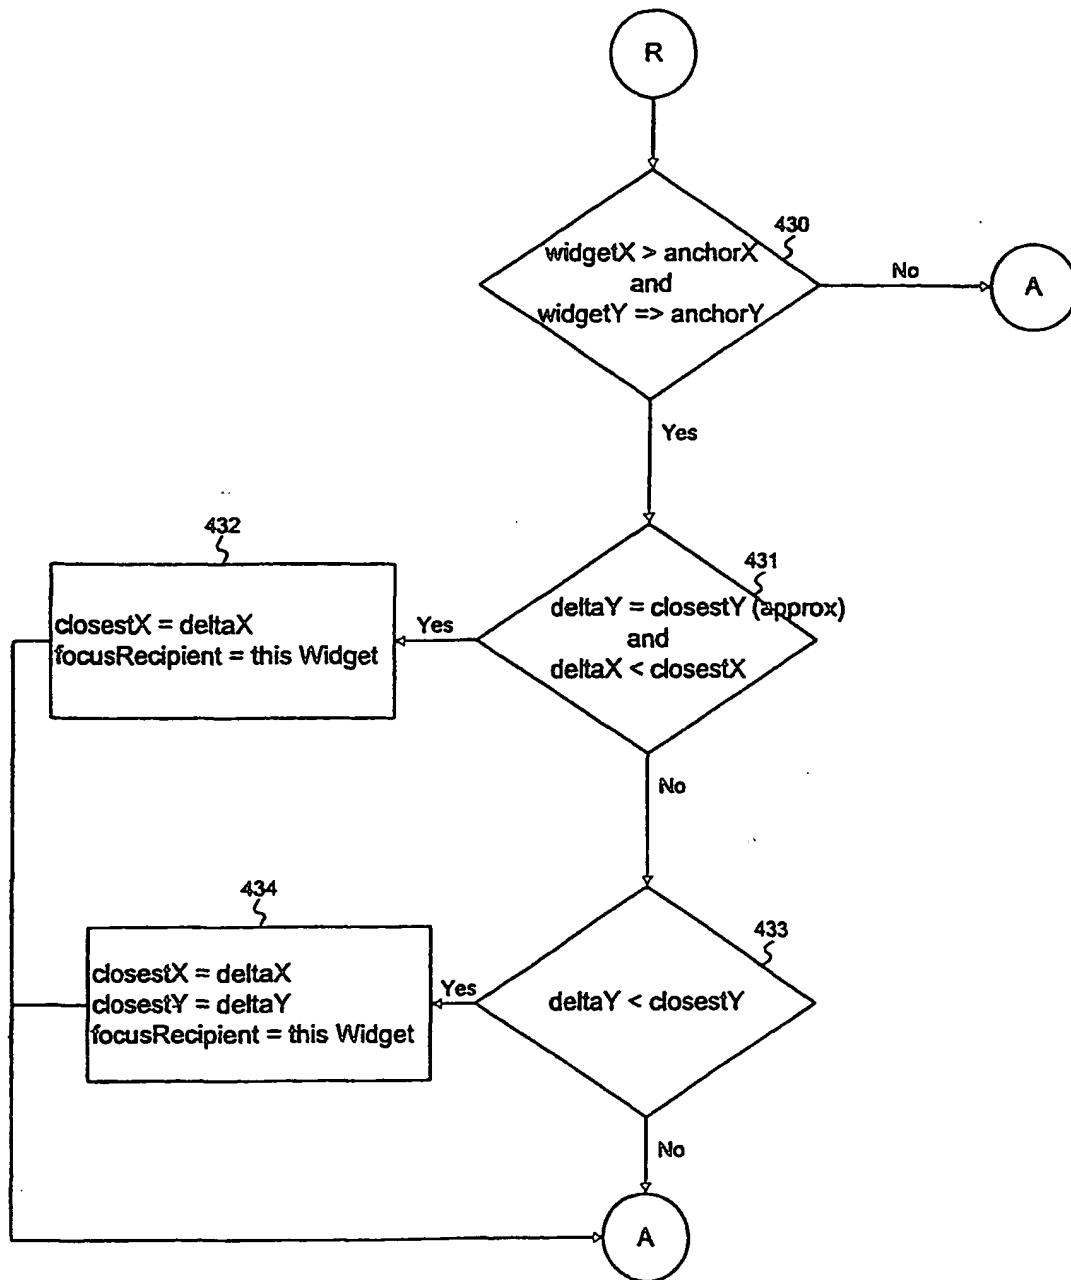 R
430
widgetX > anchorX
and
widgetY => anchorY
No
A
Yes
432
closestX = deltaX
focusRecipient = this Widget
Yes
431
deltaY = closestY (approx)
and
deltaX < closestX
No
434
closestX = deltaX
closestY = deltaY
focusRecipient = this Widget
Yes
433
deltaY < closestY
No
A